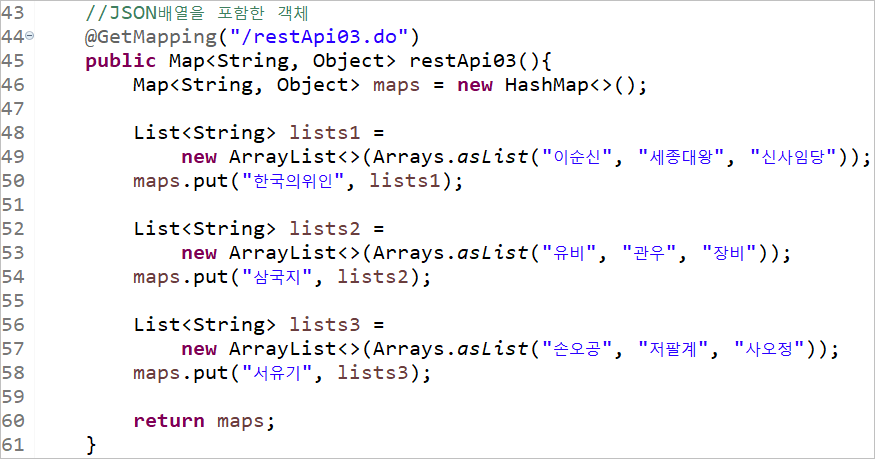 43 //JSON배열을 포함한 객체
44 @GetMapping("/restApi03.do")
45 public Map<String, Object> restApi03(){
46 Map<String, Object> maps = new HashMap<>();
47
48 List<String> lists1 =
49 new ArrayList<>(Arrays.asList("이순신", "세종대왕", "신사임당"));
50 maps.put("한국의위인", lists1);
51
52 List<String> lists2 =
53 new ArrayList<>(Arrays.asList("유비", "관우", "장비"));
54 maps.put("삼국지", lists2);
55
56 List<String> lists3 =
57 new ArrayList<>(Arrays.asList("손오공", "저팔계", "사오정"));
58 maps.put("서유기", lists3);
59
60 return maps;
61 }